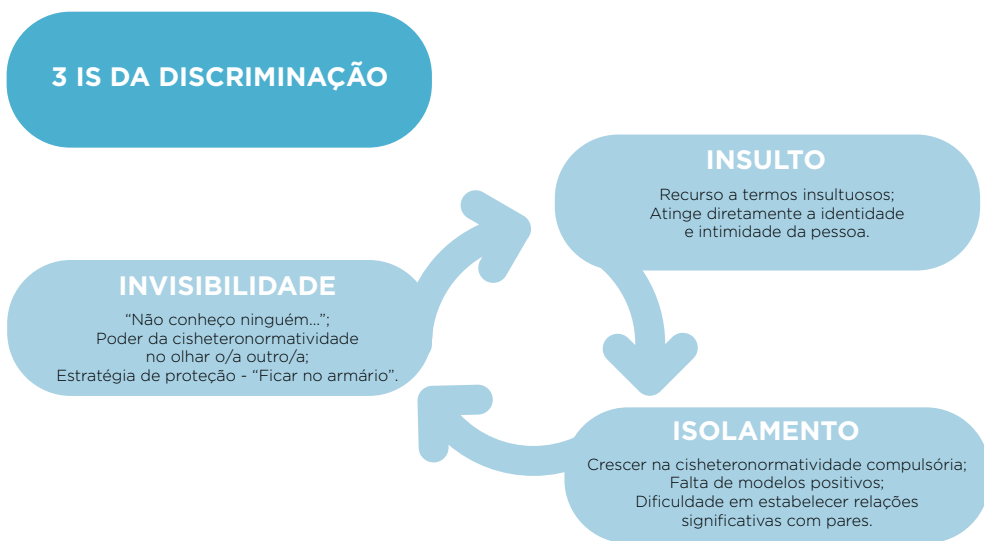 3 IS DA DISCRIMINAÇÃO
INSULTO
Recurso a termos insultuosos;
Atinge diretamente a identidade
e intimidade da pessoa.
INVISIBILIDADE
“Não conheço ninguém...”;
Poder da cisheteronormatividade
no olhar o/a outro/a;
Estratégia de proteção - “Ficar no armário”.
ISOLAMENTO
Crescer na cisheteronormatividade compulsória;
Falta de modelos positivos;
Dificuldade em estabelecer relações
significativas com pares.